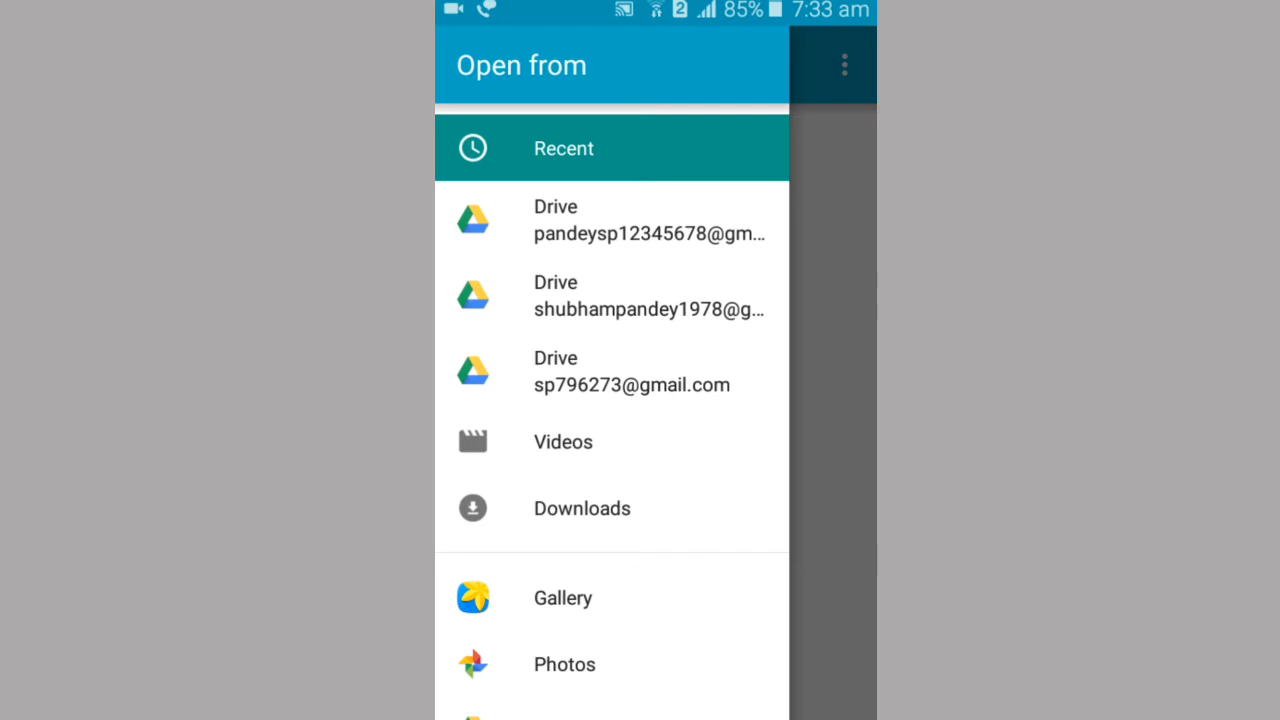 2 85% 7:33 am
Open from
Recent
Drive
pandeysp12345678@gm...
Drive
shubhampandey1978@g...
Drive
sp796273@gmail.com
Videos
Downloads
Gallery
Photos